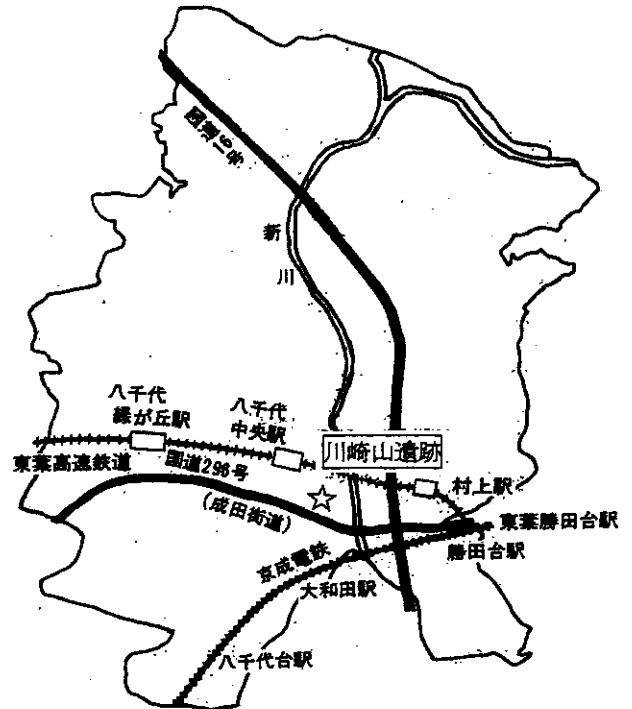 国道16号
新
川
八千代
緑が丘駅
八千代
中央駅
川崎山遺跡
東葉高速鉄道
国道296号
(成田街道)
村上駅
東葉勝田台駅
勝田台駅
京成電鉄
大和田駅
八千代台駅